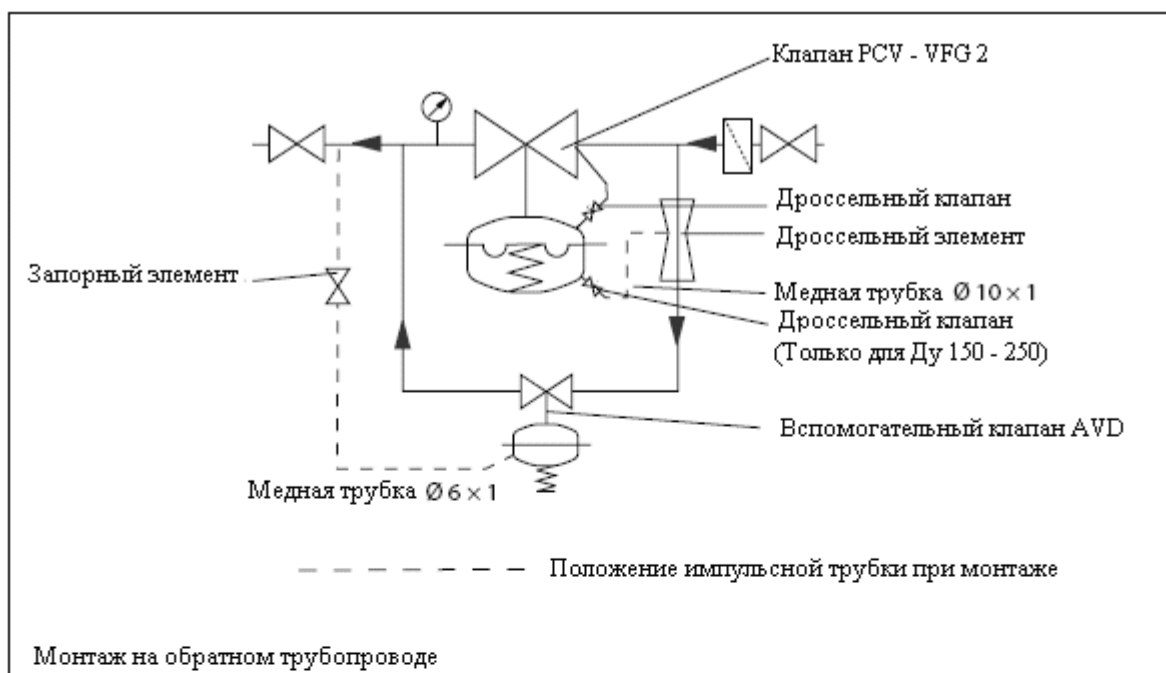 Клапан PCV - VFG 2
Дроссельный клапан
Дроссельный элемент
Запорный элемент
Медная трубка Ø 10 × 1
Дроссельный клапан
(Только для Ду 150 - 250)
Вспомогательный клапан AVD
Медная трубка Ø 6 × 1
Положение импульсной трубки при монтаже
Монтаж на обратном трубопроводе